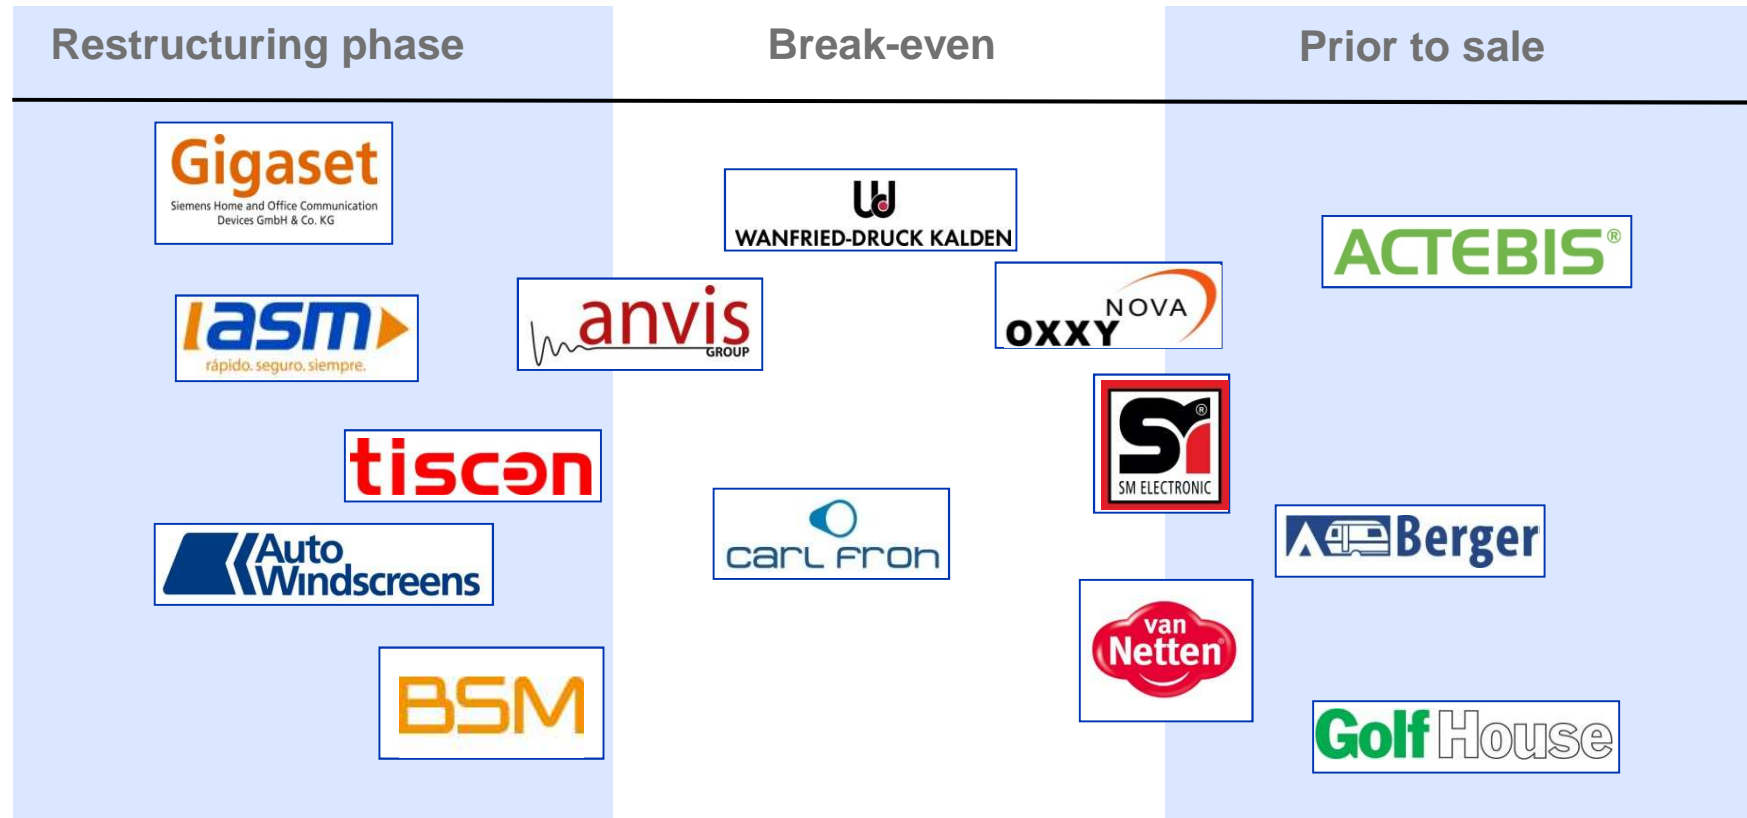 Restructuring phase
Break-even
Prior to sale
Gigaset
Siemens Home and Office Communication
Devices GmbH & Co. KG
WANFRIED-DRUCK KALDEN
ACTEBIS®
asm
rápido. seguro. siempre.
anvis
GROUP
NOVA
OXXY
tiscon
SM ®
SM ELECTRONIC
Auto
Windscreens
carl fron
Berger
van
Netten®
BSM
Golf House